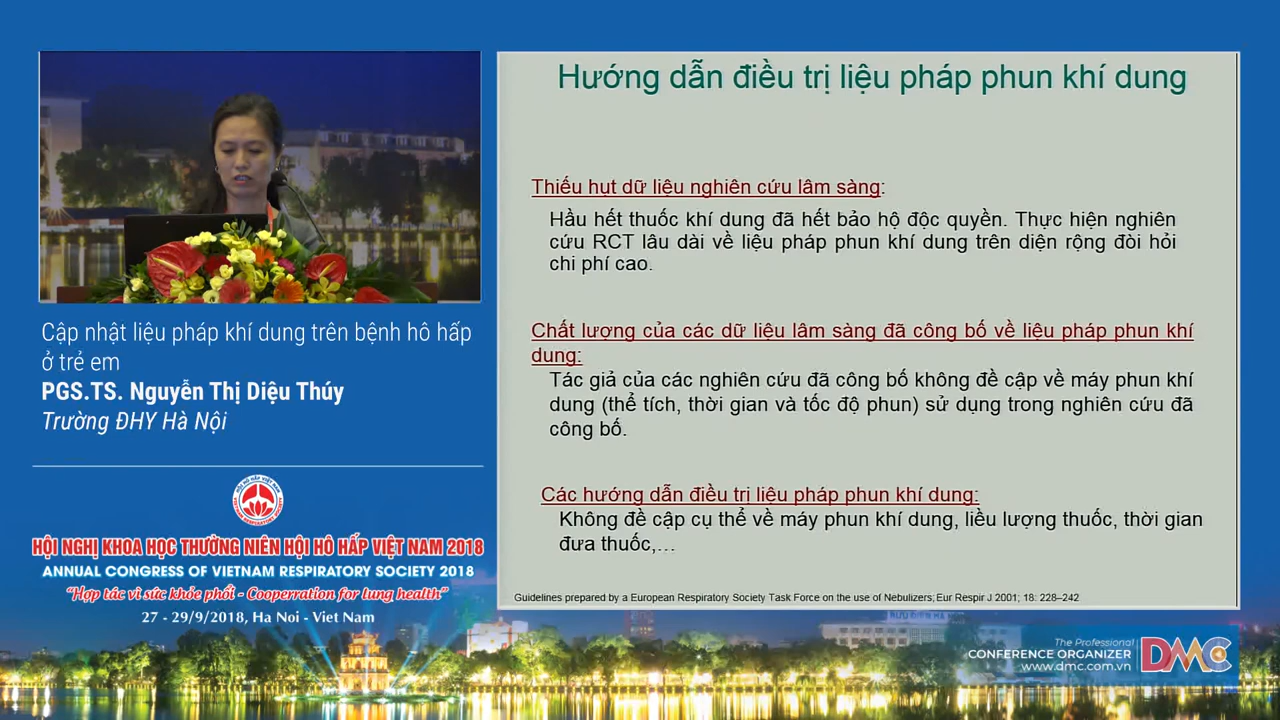 Hướng dẫn điều trị liệu pháp phun khí dung
Thiếu hụt dữ liệu nghiên cứu lâm sàng:
Hầu hết thuốc khí dung đã hết bảo hộ độc quyền. Thực hiện nghiên
cứu RCT lâu dài về liệu pháp phun khí dung trên diện rộng đòi hỏi
chi phí cao.
Chất lượng của các dữ liệu lâm sàng đã công bố về liệu pháp phun khí
dung:
Tác giả của các nghiên cứu đã công bố không đề cập về máy phun khí
dung (thể tích, thời gian và tốc độ phun) sử dụng trong nghiên cứu đã
công bố.
Các hướng dẫn điều trị liệu pháp phun khí dung:
Không đề cập cụ thể về máy phun khí dung, liều lượng thuốc, thời gian
đưa thuốc,...
Guidelines prepared by a European Respiratory Society Task Force on the use of Nebulizers; Eur Respir J 2001; 18: 228–242
Cập nhật liệu pháp khí dung trên bệnh hô hấp
ở trẻ em
PGS.TS. Nguyễn Thị Diệu Thúy
Trường ĐHY Hà Nội
HỘI NGHỊ KHOA HỌC THƯỜNG NIÊN HỘI HÔ HẤP VIỆT NAM 2018
ANNUAL CONGRESS OF VIETNAM RESPIRATORY SOCIETY 2018
"Hợp tác vì sức khỏe phổi - Cooperration for lung health"
27 - 29/9/2018, Ha Noi - Viet Nam
The Professional
CONFERENCE ORGANIZER
www.dmc.com.vn
DMC